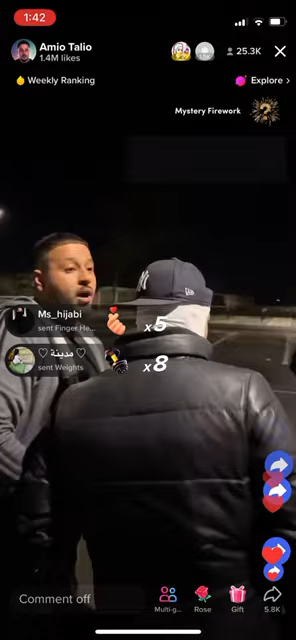 1:42
Amio Talio
1.4M likes
25.3K
Weekly Ranking
Explore >
Mystery Firework
?
Ms_hijabi
sent Finger He...
x5
♡ مدينة ♡
sent Weights
x8
NY
Comment off
Multi-g...
Rose
Gift
5.8K